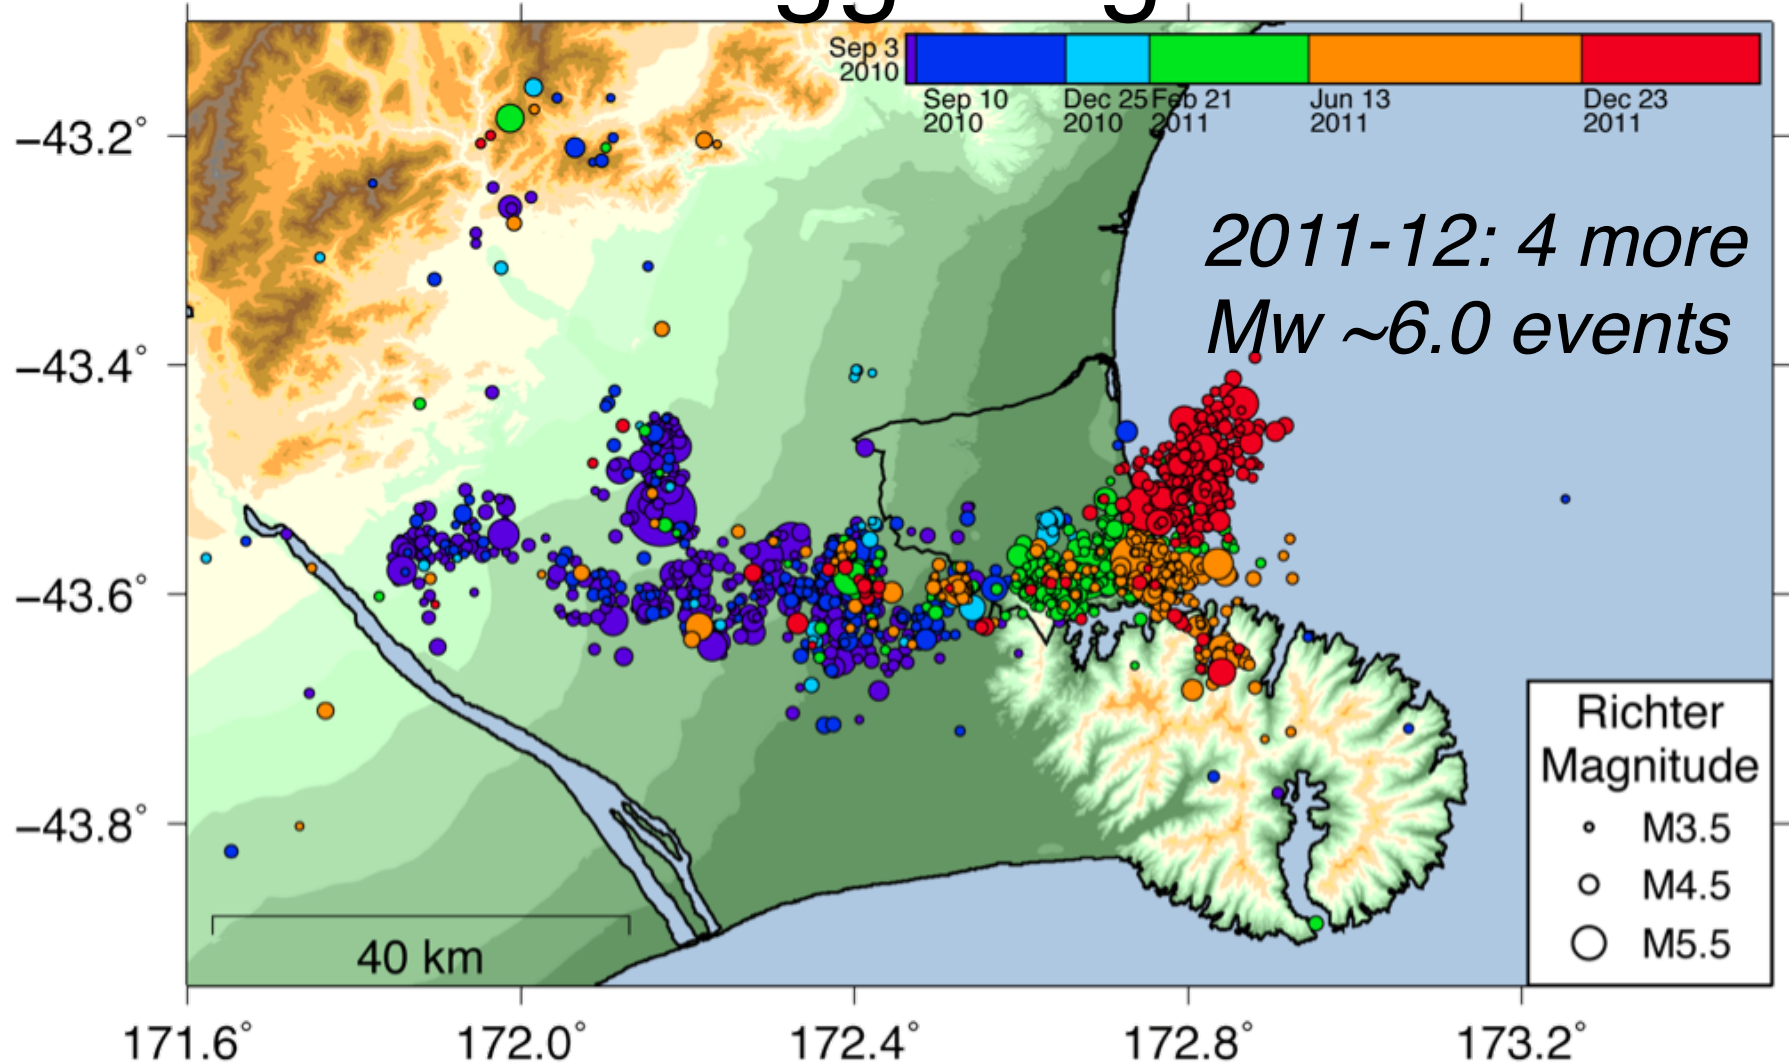 Sep 3
2010
Sep 10
2010
Dec 25
2010
Feb 21
2011
Jun 13
2011
Dec 23
2011
−43.2°
−43.4°
−43.6°
−43.8°
2011-12: 4 more
Mw ~6.0 events
Richter
Magnitude
M3.5
M4.5
M5.5
40 km
171.6°
172.0°
172.4°
172.8°
173.2°